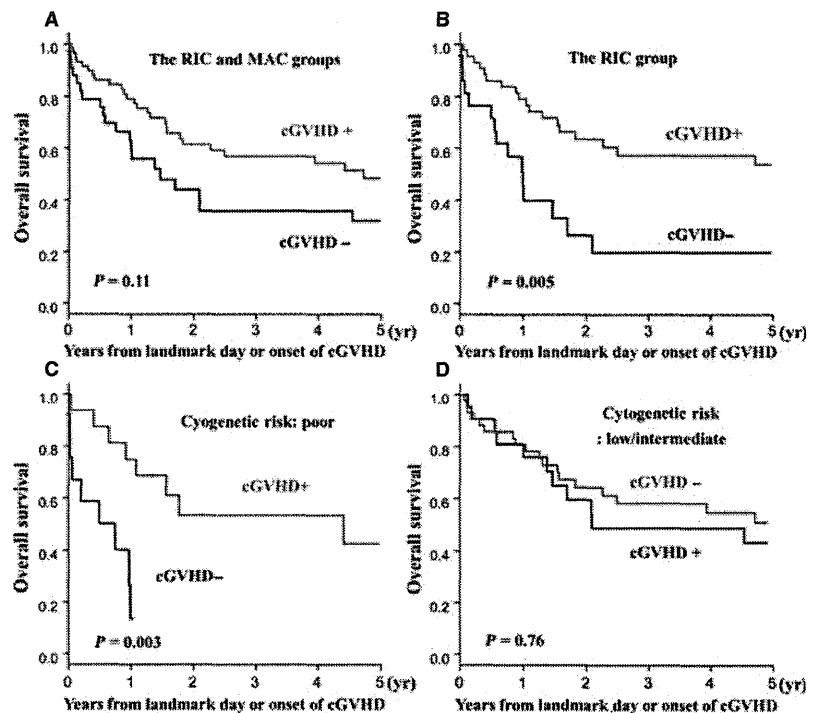 A
The RIC and MAC groups
1.0
0.8
0.6
0.4
0.2
0.0
Overall survival
cGVHD +
cGVHD –
P = 0.11
0 1 2 3 4 5 (yr)
Years from landmark day or onset of cGVHD
B
The RIC group
1.0
0.8
0.6
0.4
0.2
0.0
Overall survival
cGVHD+
cGVHD–
P = 0.005
0 1 2 3 4 5 (yr)
Years from landmark day or onset of cGVHD
C
Cyogenetic risk: poor
1.0
0.8
0.6
0.4
0.2
0.0
Overall survival
cGVHD+
cGVHD–
P = 0.003
0 1 2 3 4 5 (yr)
Years from landmark day or onset of cGVHD
D
Cytogenetic risk
: low/intermediate
1.0
0.8
0.6
0.4
0.2
0.0
Overall survival
cGVHD –
cGVHD +
P = 0.76
0 1 2 3 4 5 (yr)
Years from landmark day or onset of cGVHD